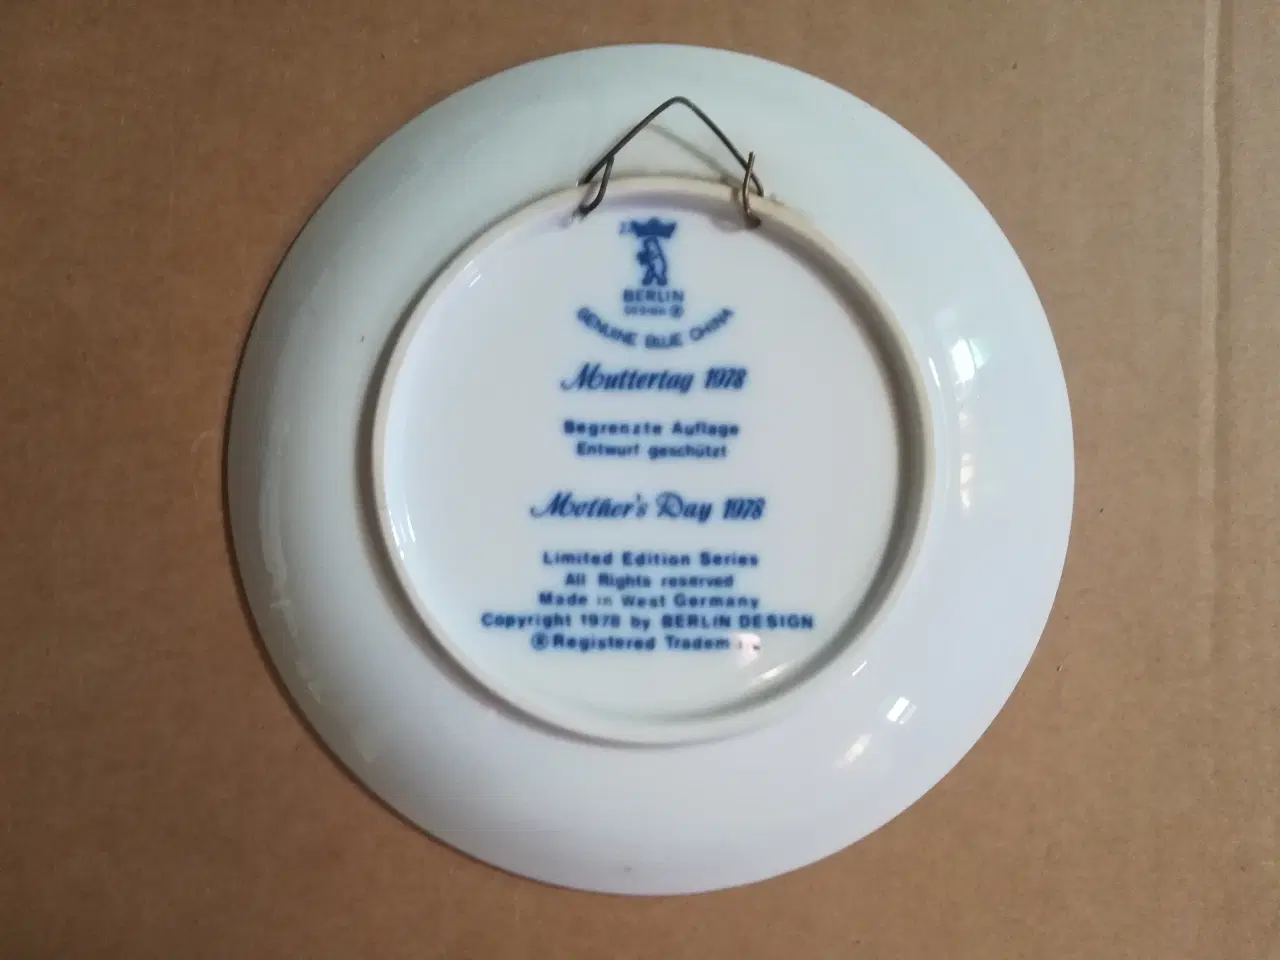 BERLIN
DESIGN ®
GENUINE BLUE CHINA
Muttertag 1978
Begrenzte Auflage
Entwurf geschützt
Mother's Day 1978
Limited Edition Series
All Rights reserved
Made in West Germany
Copyright 1978 by BERLIN DESIGN
® Registered Tradem